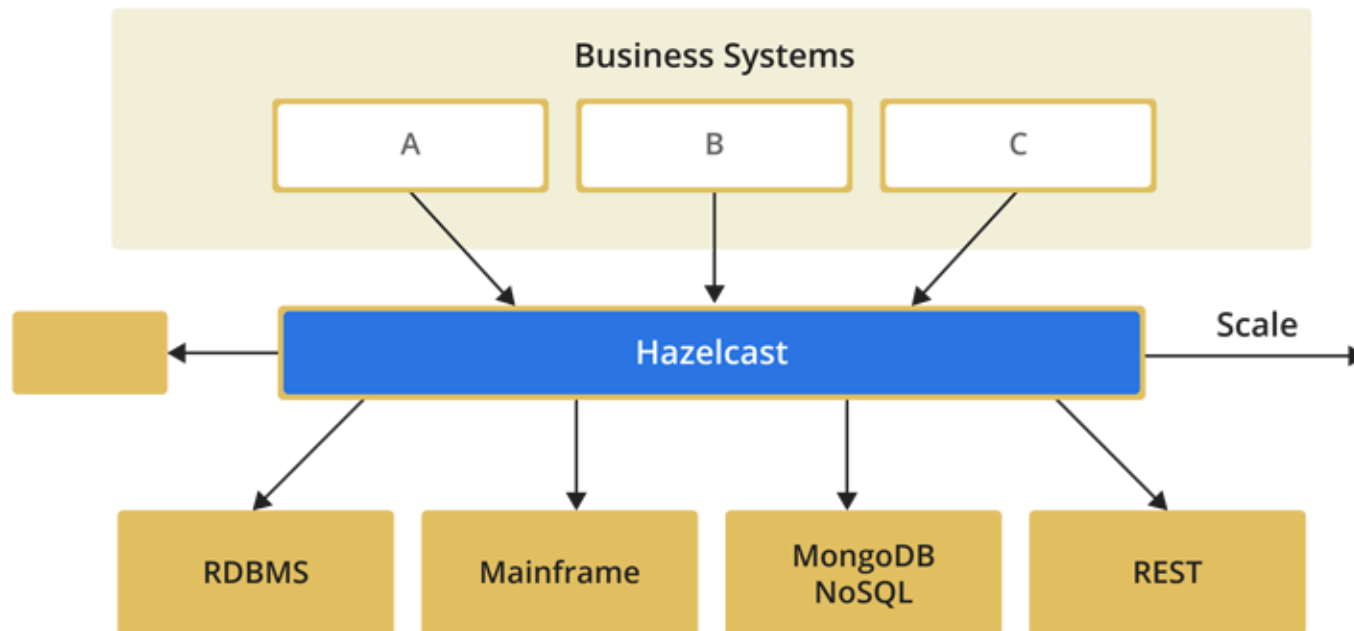 Business Systems
A
B
C
Scale
Hazelcast
RDBMS
Mainframe
MongoDB
NoSQL
REST